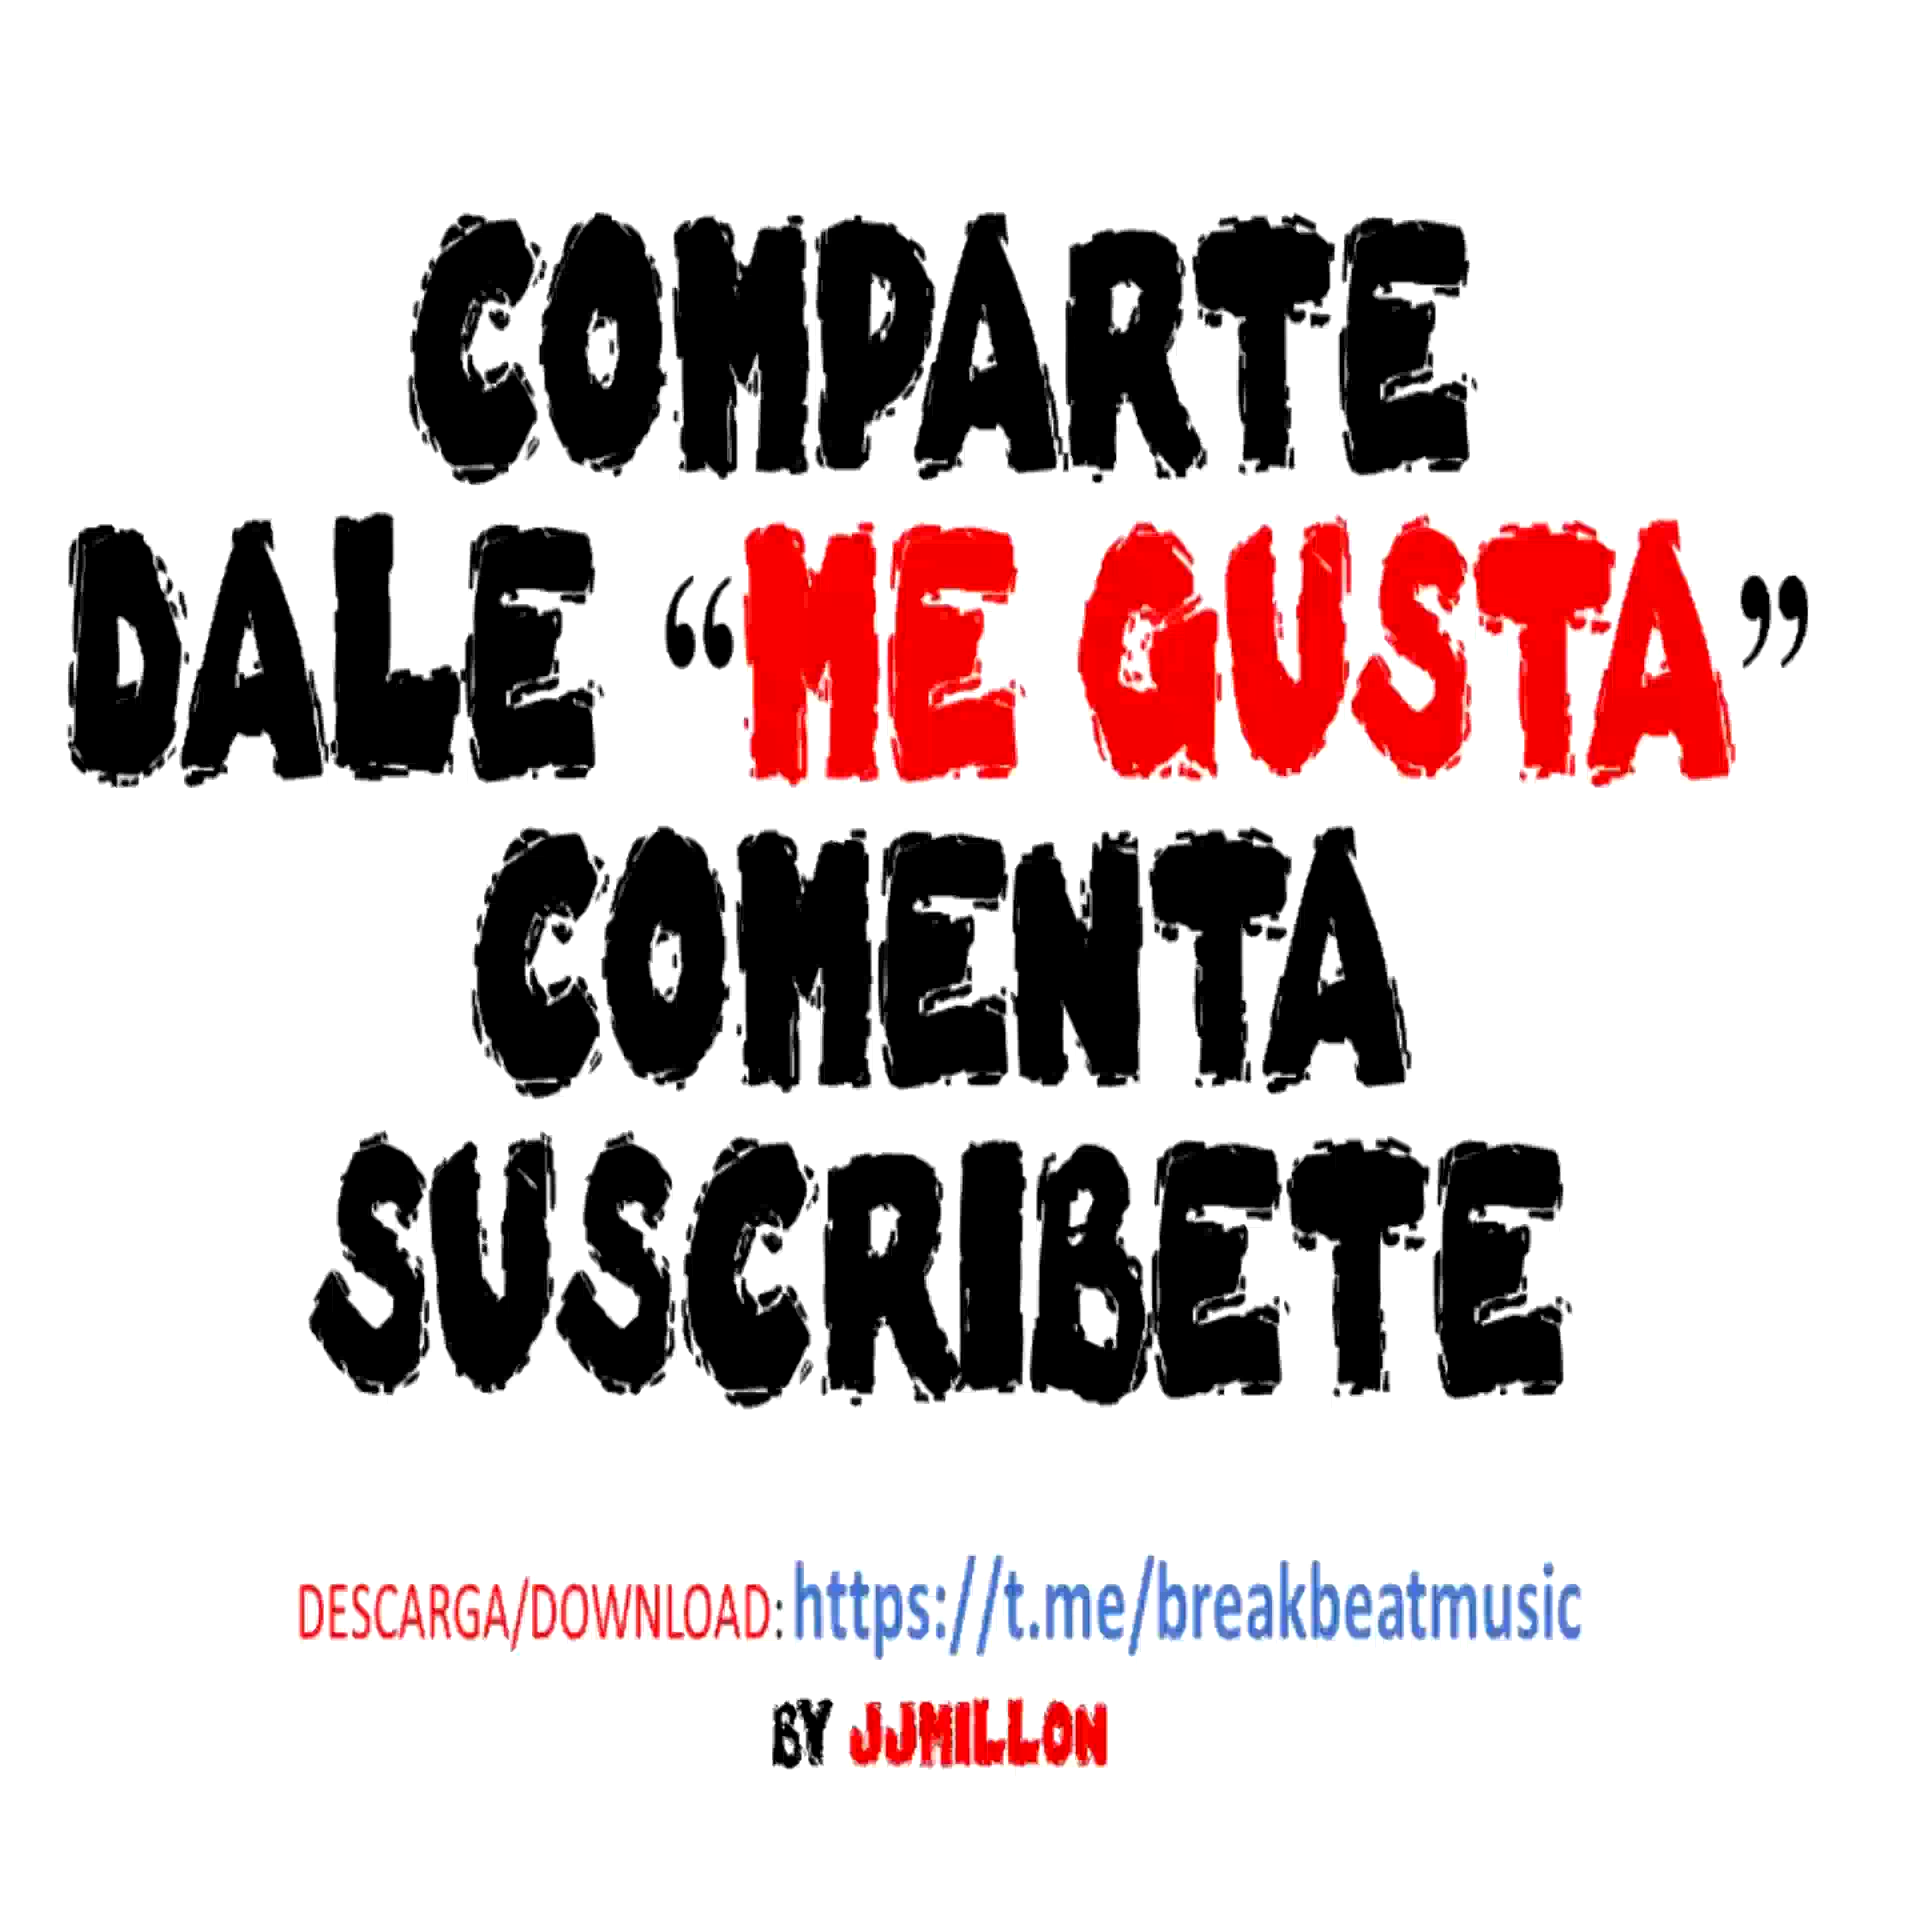 COMPARTE
DALE “ME GUSTA”
COMENTA
SUSCRIBETE
DESCARGA/DOWNLOAD: https://t.me/breakbeatmusic
BY JJMILLON